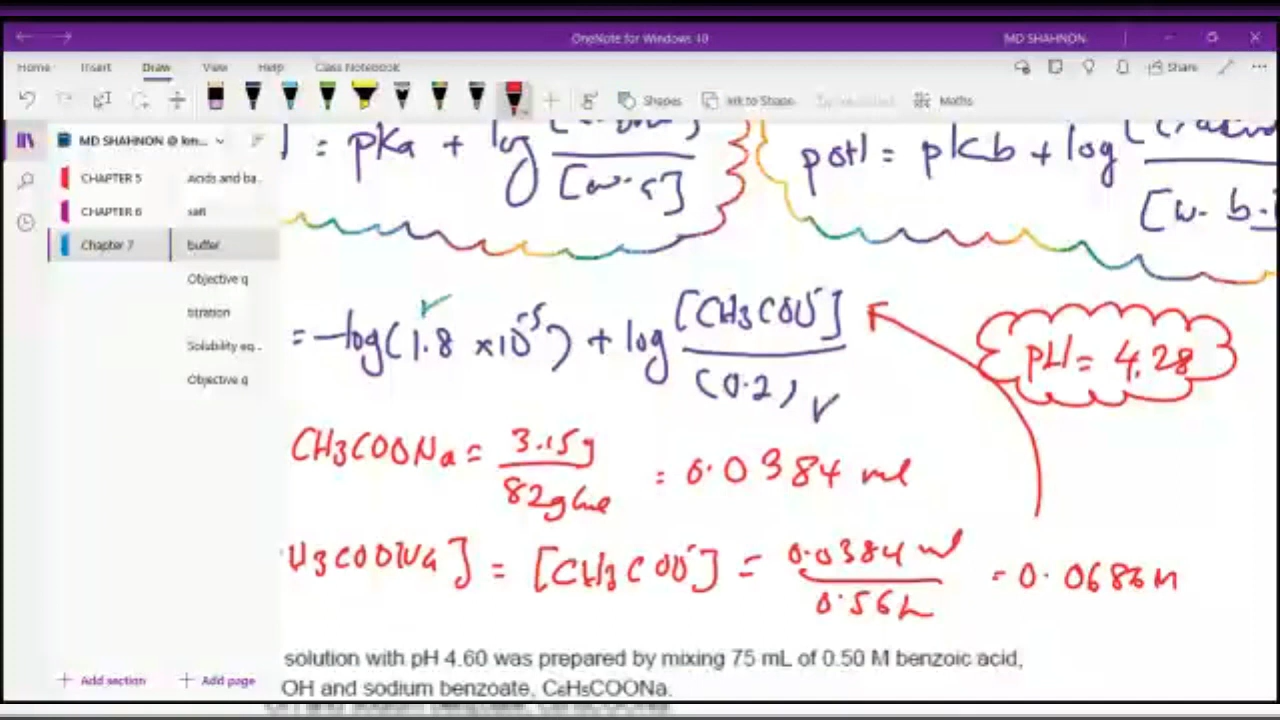 OneNote for Windows 10 MD SHAHNON
Home Insert Draw View Help Class Notebook Share
Shapes Ink to Shape Maths
MD SHAHNON @ km...
CHAPTER 5 Acids and ba..
CHAPTER 6 salt
Chapter 7 buffer
Objective q
titration
Solubility eq..
Objective q
= pKa + log
[w.a]
pOH = pKb + log
[w. b.
= -log(1.8 x10⁻⁵) + log [CH3COO⁻]
(0.2)
pH = 4.28
CH3COONa = 3.15g
82g/mol
= 0.0384 mol
H3COONa] = [CH3COO⁻] = 0.0384 mol
0.56L
= 0.0686M
solution with pH 4.60 was prepared by mixing 75 mL of 0.50 M benzoic acid,
OH and sodium benzoate, C₆H₅COONa.
Add section Add page